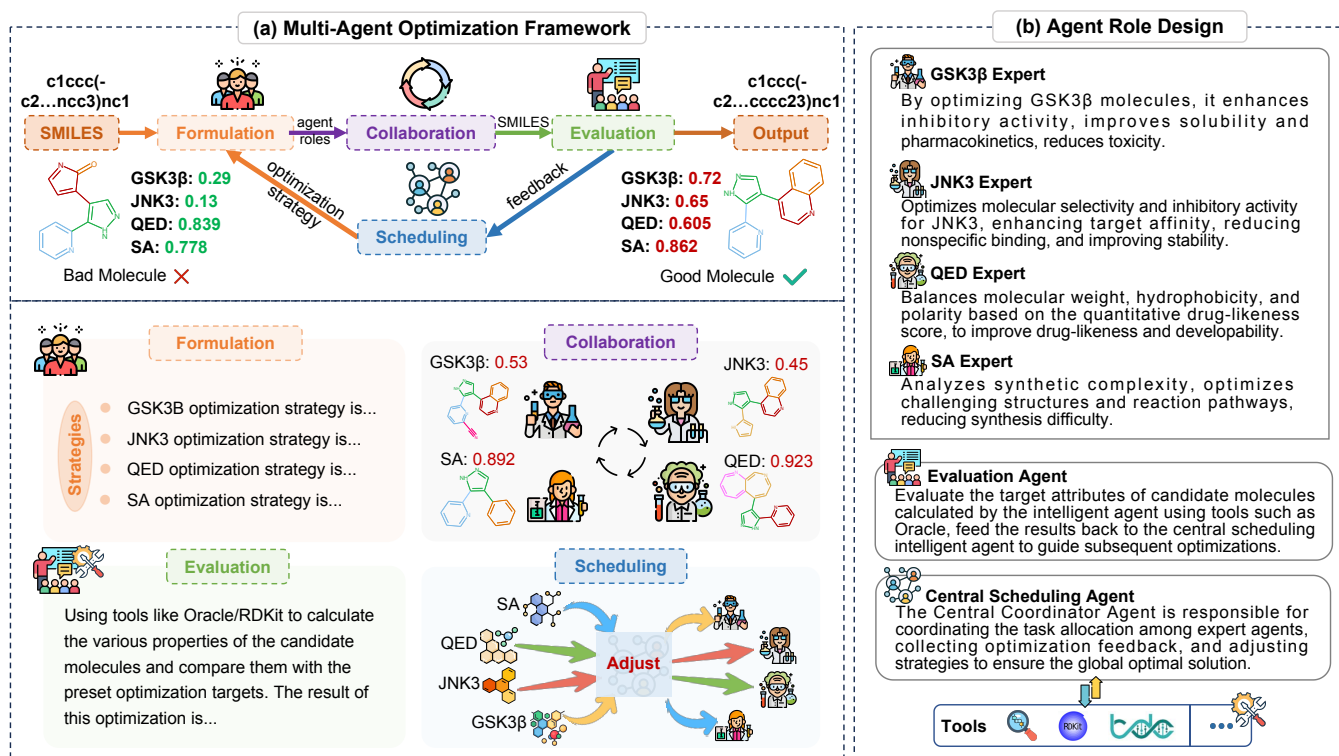 (a) Multi-Agent Optimization Framework
c1ccc(-
c2...ncc3)nc1
c1ccc(-
c2...cccc23)nc1
SMILES
Formulation
agent
roles
Collaboration
SMILES
Evaluation
Output
optimization
strategy
feedback
Scheduling
GSK3β: 0.29
JNK3: 0.13
QED: 0.839
SA: 0.778
Bad Molecule
GSK3β: 0.72
JNK3: 0.65
QED: 0.605
SA: 0.862
Good Molecule
Formulation
Strategies
GSK3B optimization strategy is...
JNK3 optimization strategy is...
QED optimization strategy is...
SA optimization strategy is...
Collaboration
GSK3β: 0.53
JNK3: 0.45
SA: 0.892
QED: 0.923
Evaluation
Using tools like Oracle/RDKit to calculate
the various properties of the candidate
molecules and compare them with the
preset optimization targets. The result of
this optimization is...
Scheduling
SA
QED
JNK3
GSK3β
Adjust
(b) Agent Role Design
GSK3β Expert
By optimizing GSK3β molecules, it enhances
inhibitory activity, improves solubility and
pharmacokinetics, reduces toxicity.
JNK3 Expert
Optimizes molecular selectivity and inhibitory activity
for JNK3, enhancing target affinity, reducing
nonspecific binding, and improving stability.
QED Expert
Balances molecular weight, hydrophobicity, and
polarity based on the quantitative drug-likeness
score, to improve drug-likeness and developability.
SA Expert
Analyzes synthetic complexity, optimizes
challenging structures and reaction pathways,
reducing synthesis difficulty.
Evaluation Agent
Evaluate the target attributes of candidate molecules
calculated by the intelligent agent using tools such as
Oracle, feed the results back to the central scheduling
intelligent agent to guide subsequent optimizations.
Central Scheduling Agent
The Central Coordinator Agent is responsible for
coordinating the task allocation among expert agents,
collecting optimization feedback, and adjusting
strategies to ensure the global optimal solution.
Tools
RDKit